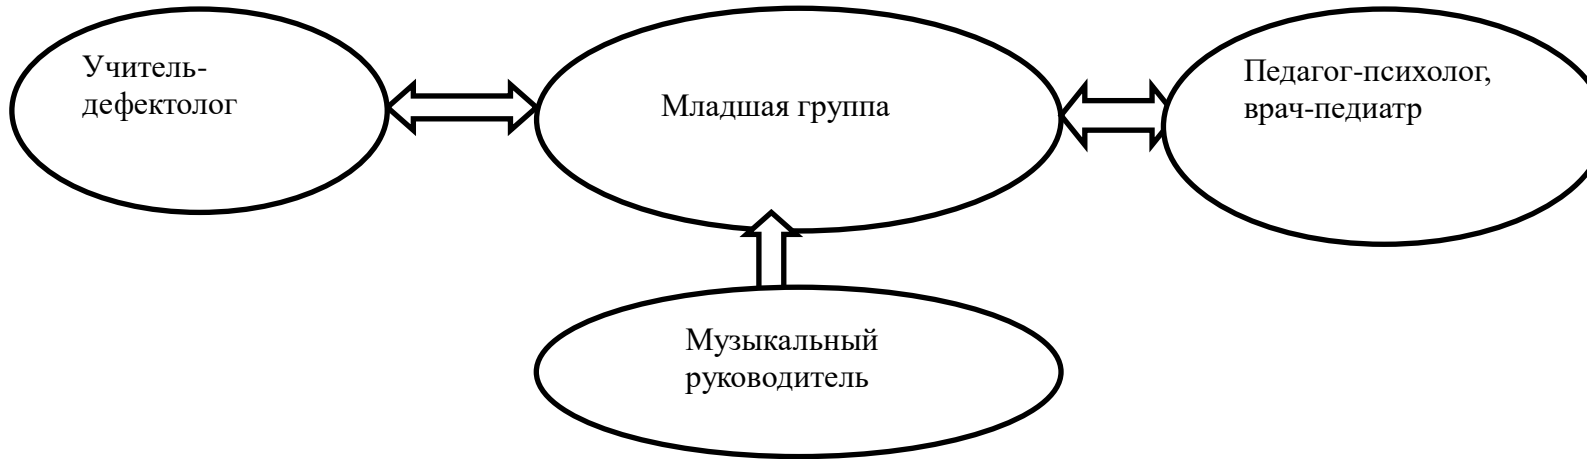 Учитель-
дефектолог
Младшая группа
Педагог-психолог,
врач-педиатр
Музыкальный
руководитель